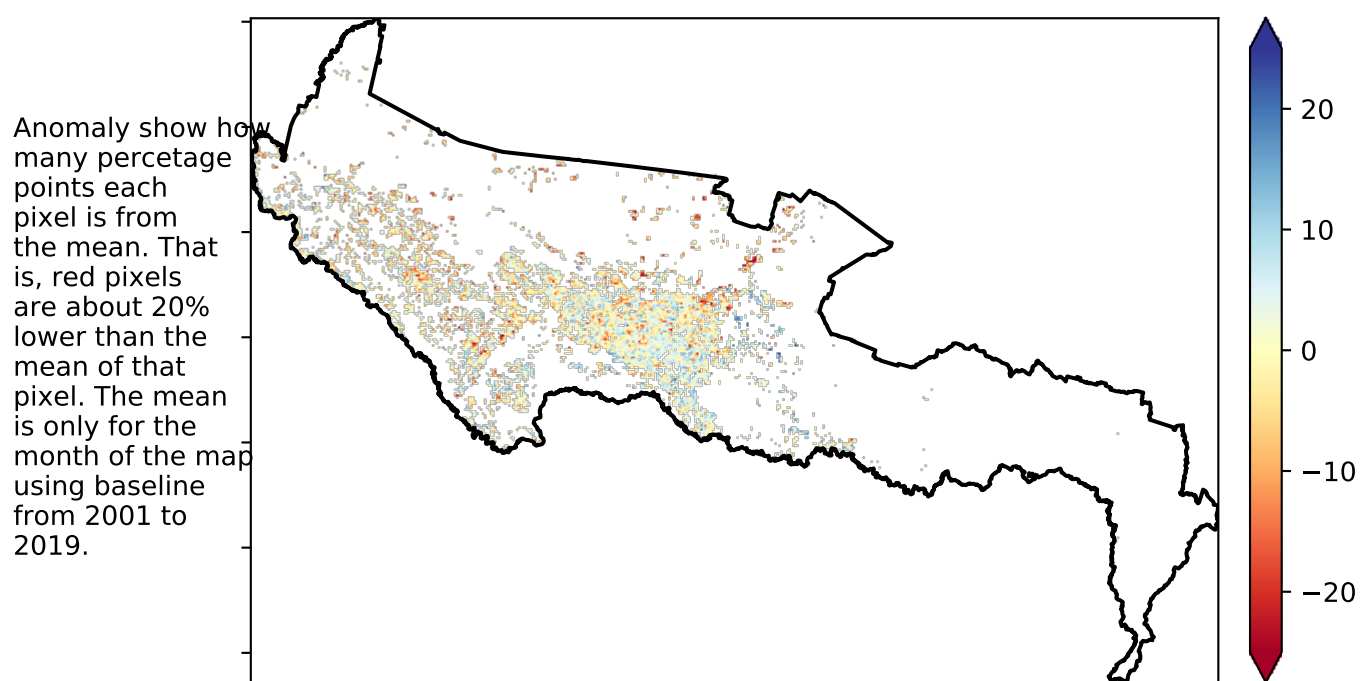 Anomaly show how
many percetage
points each
pixel is from
the mean. That
is, red pixels
are about 20%
lower than the
mean of that
pixel. The mean
is only for the
month of the map
using baseline
from 2001 to
2019.
20
10
0
−10
−20